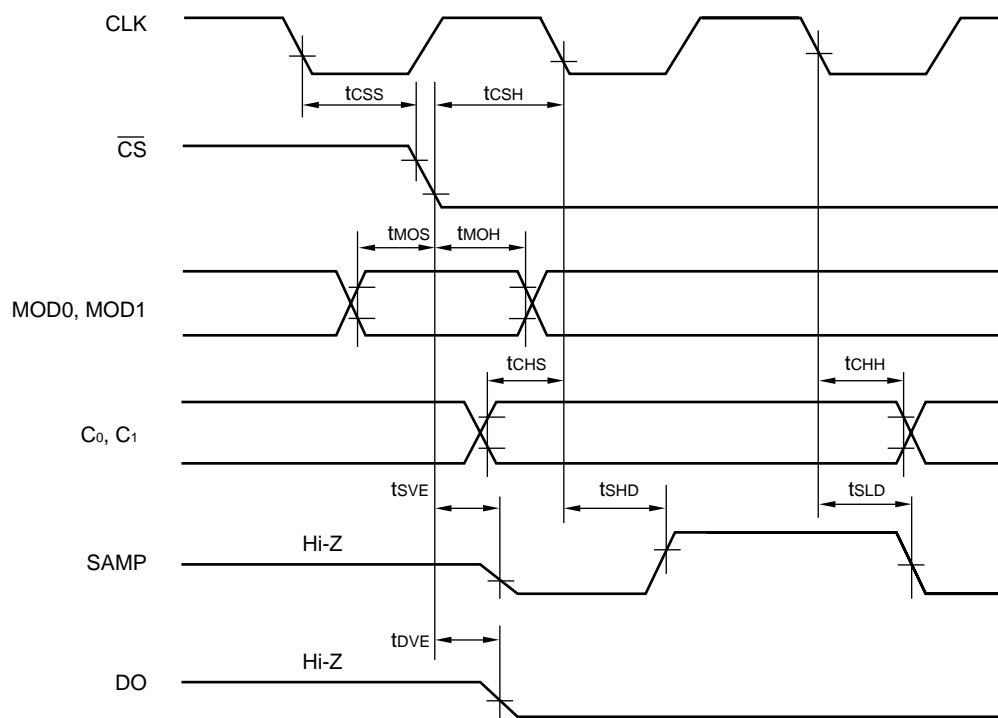 CLK
tCSS tCSH
CS
tMOS tMOH
MOD0, MOD1
tCHS tCHH
C0, C1
tSVE tSHD tSLD
Hi-Z
SAMP
tDVE
Hi-Z
DO